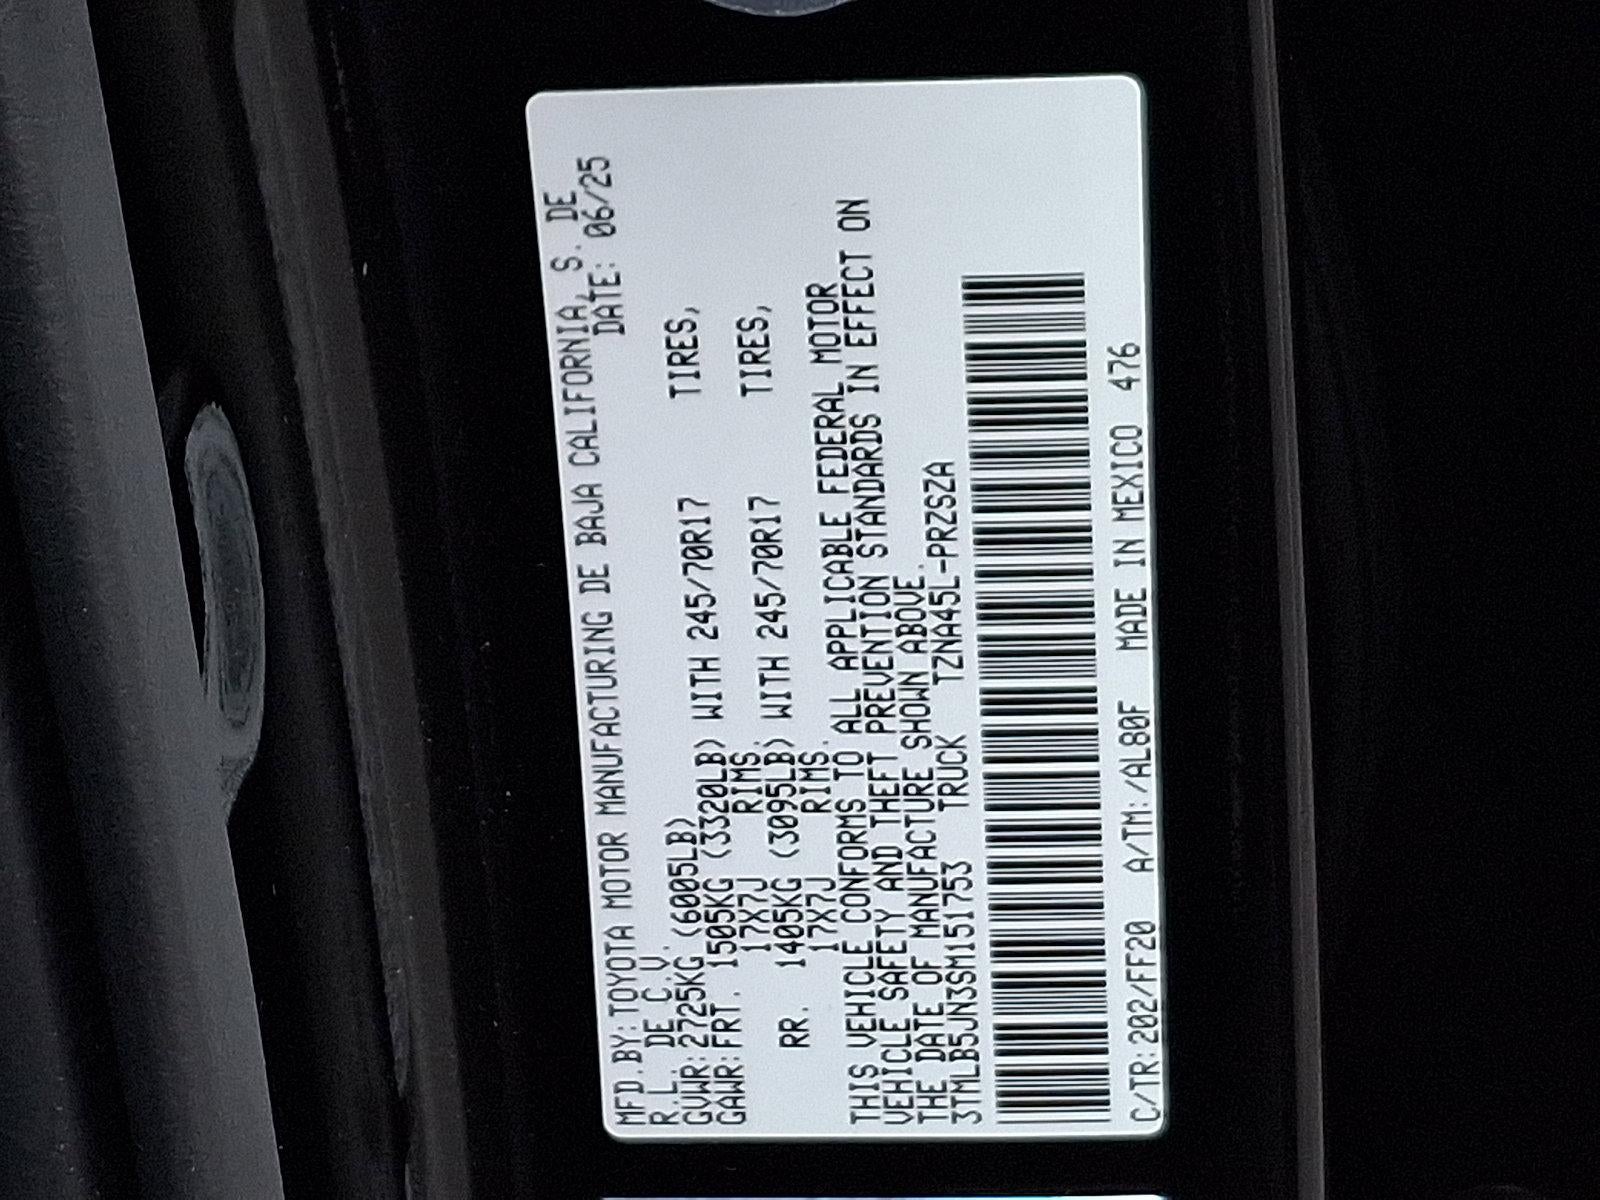 MFD.BY:TOYOTA MOTOR MANUFACTURING DE BAJA CALIFORNIA, S. DE
R.L. DE C.V. DATE: 06/25
GVWR:2725KG (6005LB)
GAWR:FRT. 1505KG (3320LB) WITH 245/70R17 TIRES,
17X7J RIMS.
RR. 1405KG (3095LB) WITH 245/70R17 TIRES,
17X7J RIMS.
THIS VEHICLE CONFORMS TO ALL APPLICABLE FEDERAL MOTOR
VEHICLE SAFETY AND THEFT PREVENTION STANDARDS IN EFFECT ON
THE DATE OF MANUFACTURE SHOWN ABOVE.
3TMLB5JN3SM151753 TRUCK TZNA45L-PRZSZA
C/TR:202/FF20 A/TM:/AL80F MADE IN MEXICO 476